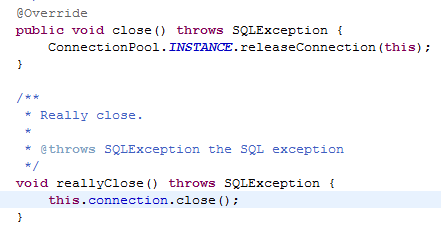 @Override
public void close() throws SQLException {
    ConnectionPool.INSTANCE.releaseConnection(this);
}
/**
 * Really close.
 *
 * @throws SQLException the SQL exception
 */
void reallyClose() throws SQLException {
    this.connection.close();
}